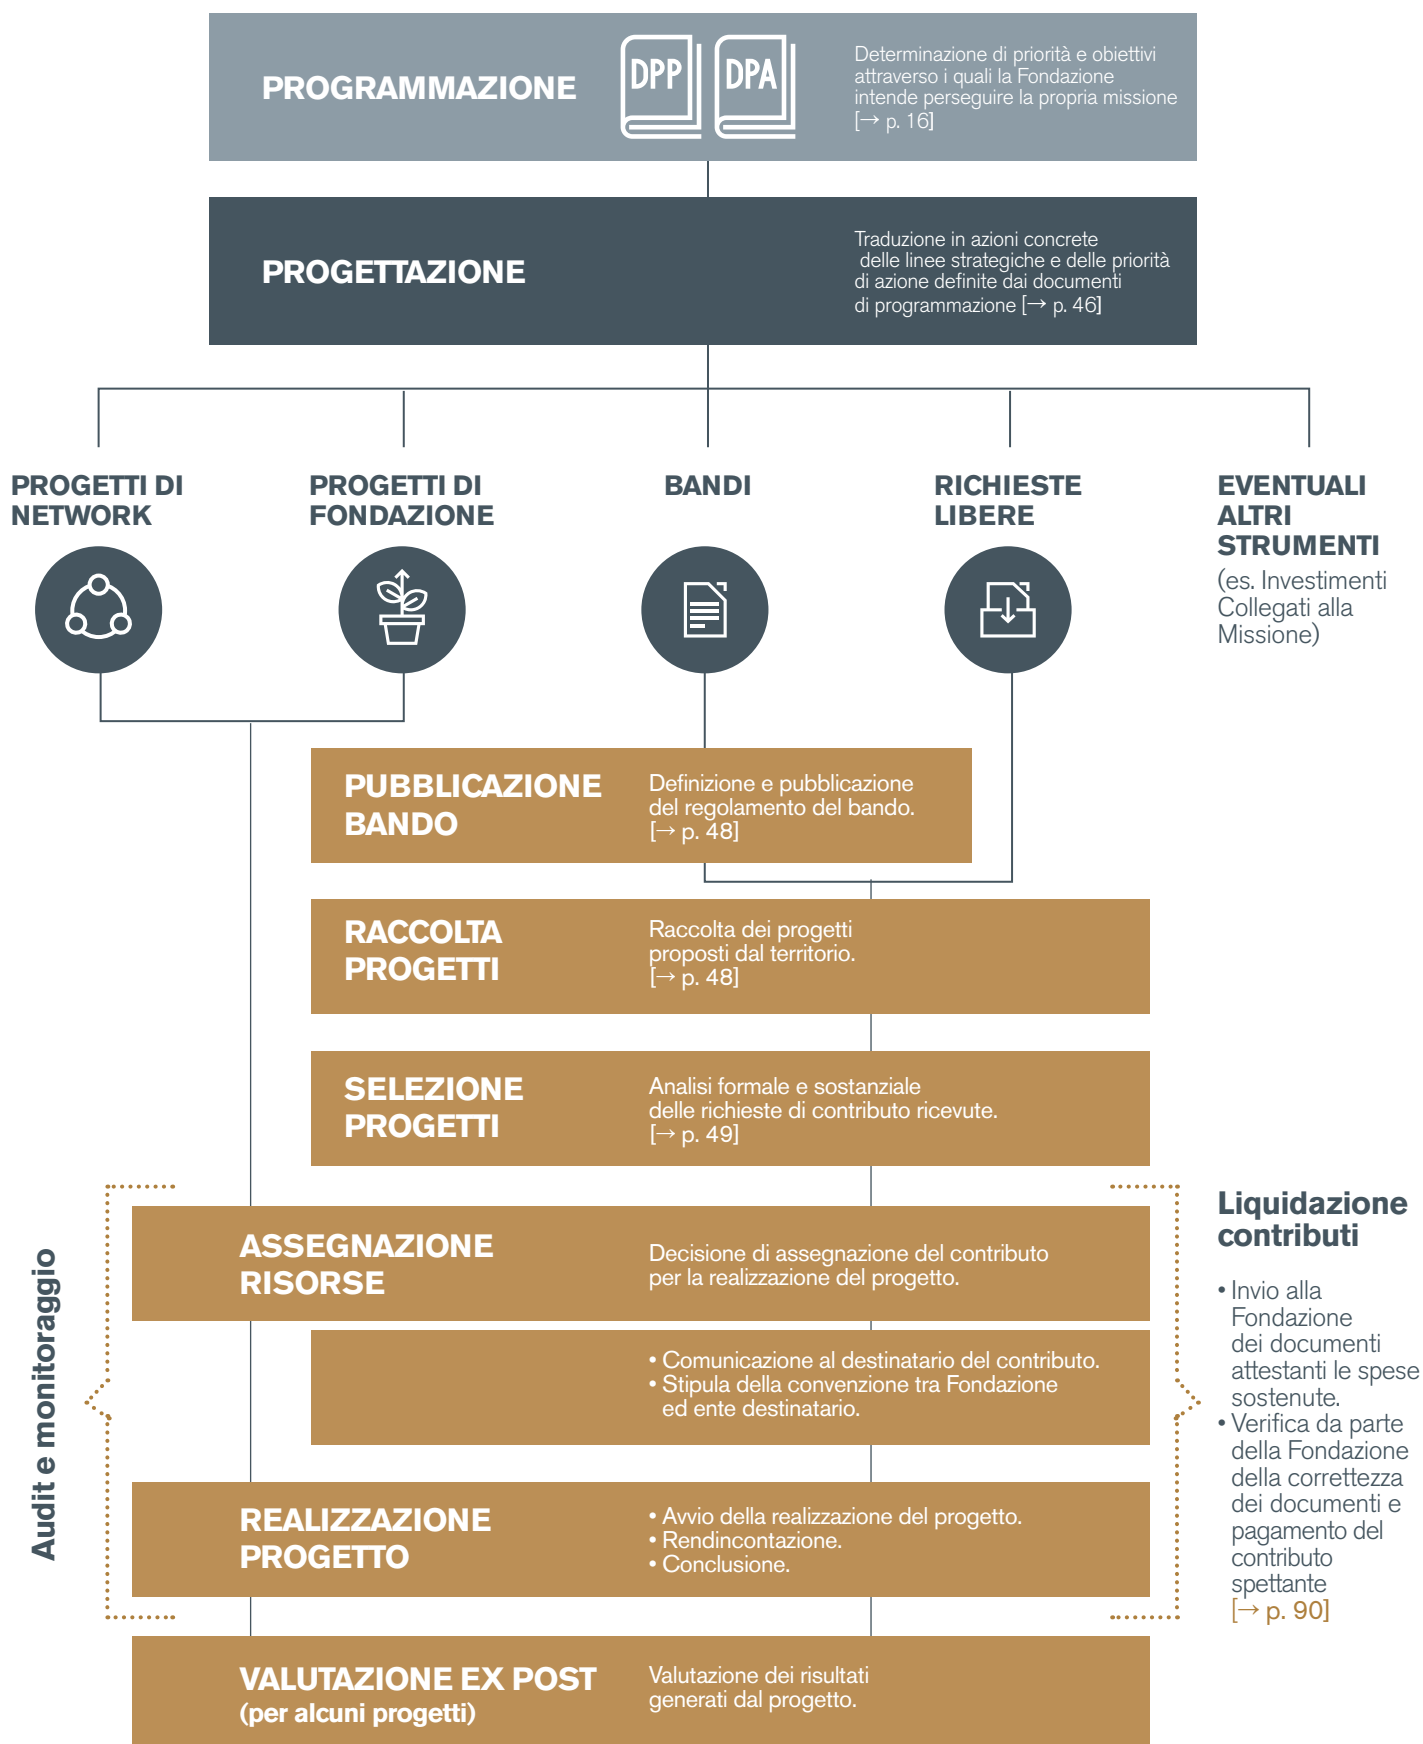 PROGRAMMAZIONE
DPP
DPA
Determinazione di priorità e obiettivi
attraverso i quali la Fondazione
intende perseguire la propria missione
[→ p. 16]
PROGETTAZIONE
Traduzione in azioni concrete
delle linee strategiche e delle priorità
di azione definite dai documenti
di programmazione [→ p. 46]
PROGETTI DI
NETWORK
PROGETTI DI
FONDAZIONE
BANDI
RICHIESTE
LIBERE
EVENTUALI
ALTRI
STRUMENTI
(es. Investimenti
Collegati alla
Missione)
PUBBLICAZIONE
BANDO
Definizione e pubblicazione
del regolamento del bando.
[→ p. 48]
RACCOLTA
PROGETTI
Raccolta dei progetti
proposti dal territorio.
[→ p. 48]
SELEZIONE
PROGETTI
Analisi formale e sostanziale
delle richieste di contributo ricevute.
[→ p. 49]
Audit e monitoraggio
ASSEGNAZIONE
RISORSE
Decisione di assegnazione del contributo
per la realizzazione del progetto.
• Comunicazione al destinatario del contributo.
• Stipula della convenzione tra Fondazione
ed ente destinatario.
REALIZZAZIONE
PROGETTO
• Avvio della realizzazione del progetto.
• Rendincontazione.
• Conclusione.
Liquidazione
contributi
• Invio alla
Fondazione
dei documenti
attestanti le spese
sostenute.
• Verifica da parte
della Fondazione
della correttezza
dei documenti e
pagamento del
contributo
spettante
[→ p. 90]
VALUTAZIONE EX POST
(per alcuni progetti)
Valutazione dei risultati
generati dal progetto.